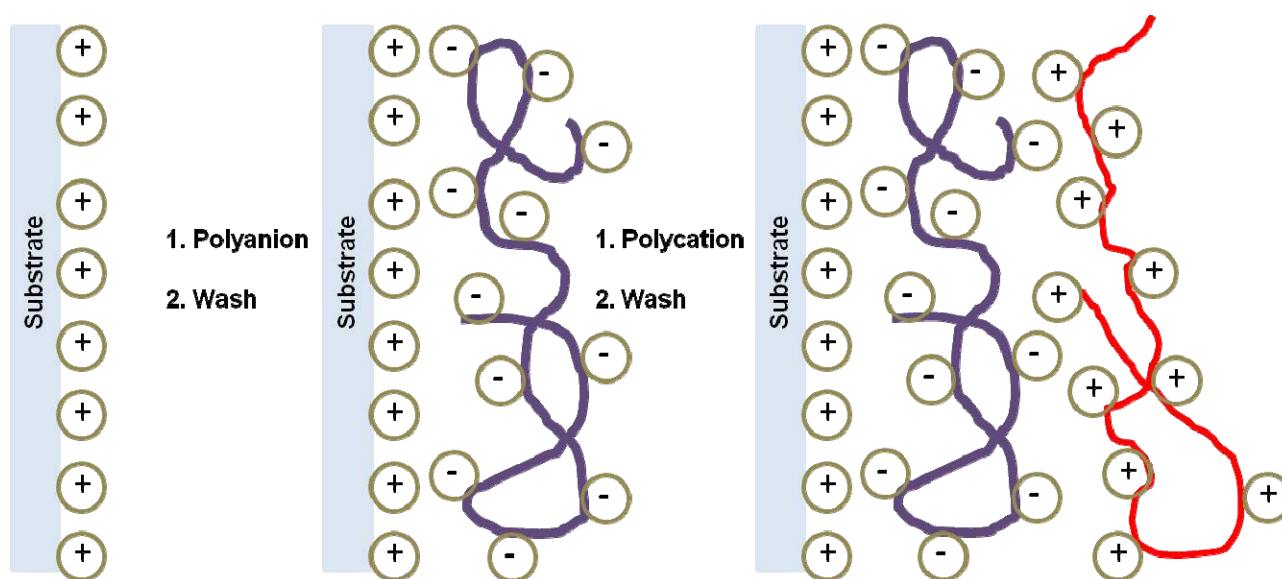 Substrate
1. Polyanion
2. Wash
Substrate
1. Polycation
2. Wash
Substrate